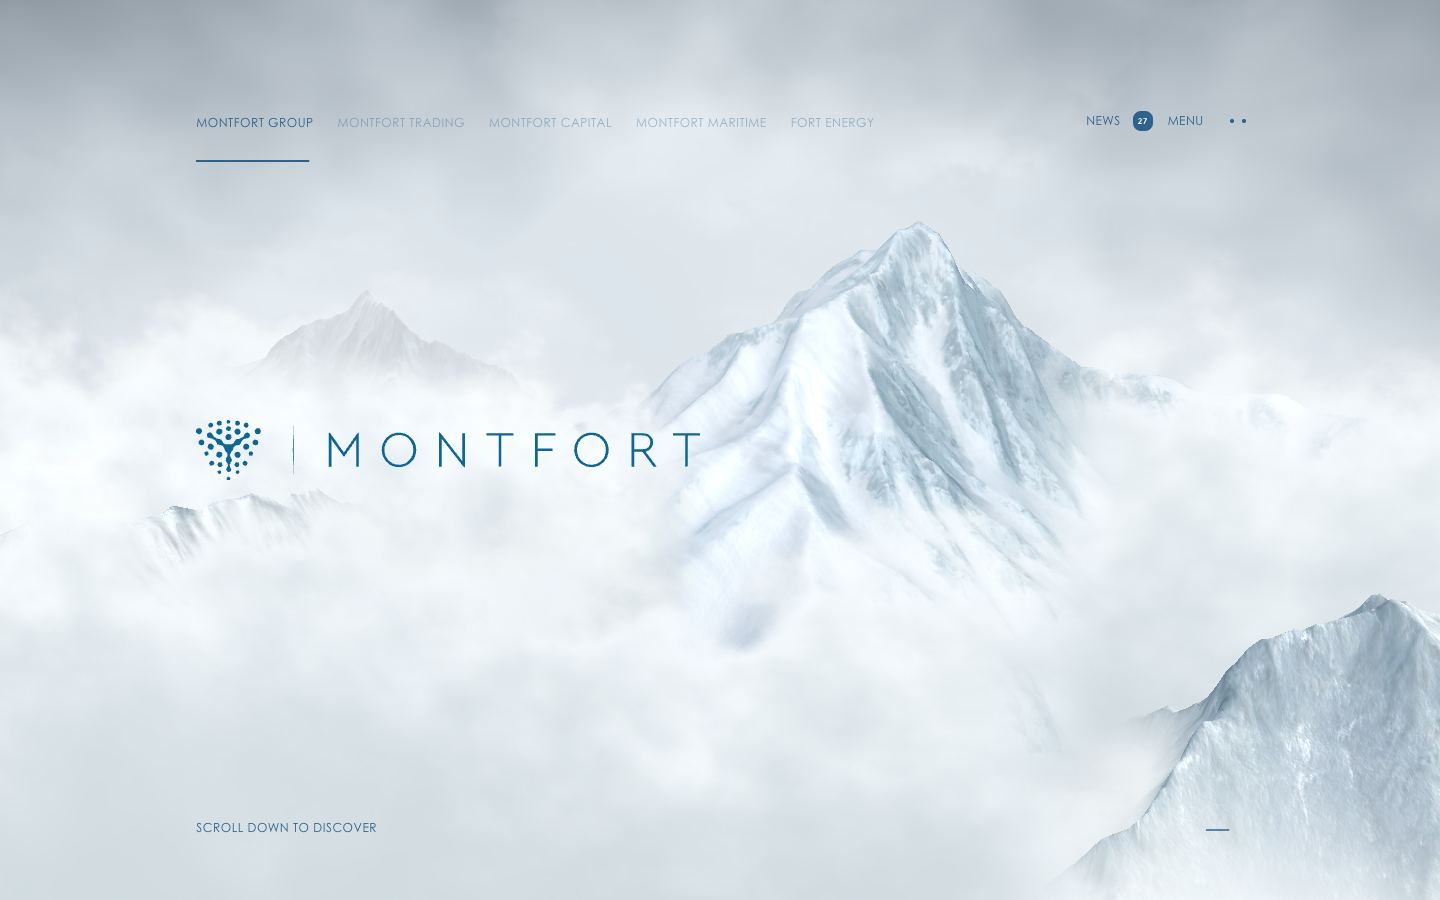 MONTFORT GROUP MONTFORT TRADING MONTFORT CAPITAL MONTFORT MARITIME FORT ENERGY NEWS 27 MENU
MONTFORT
SCROLL DOWN TO DISCOVER